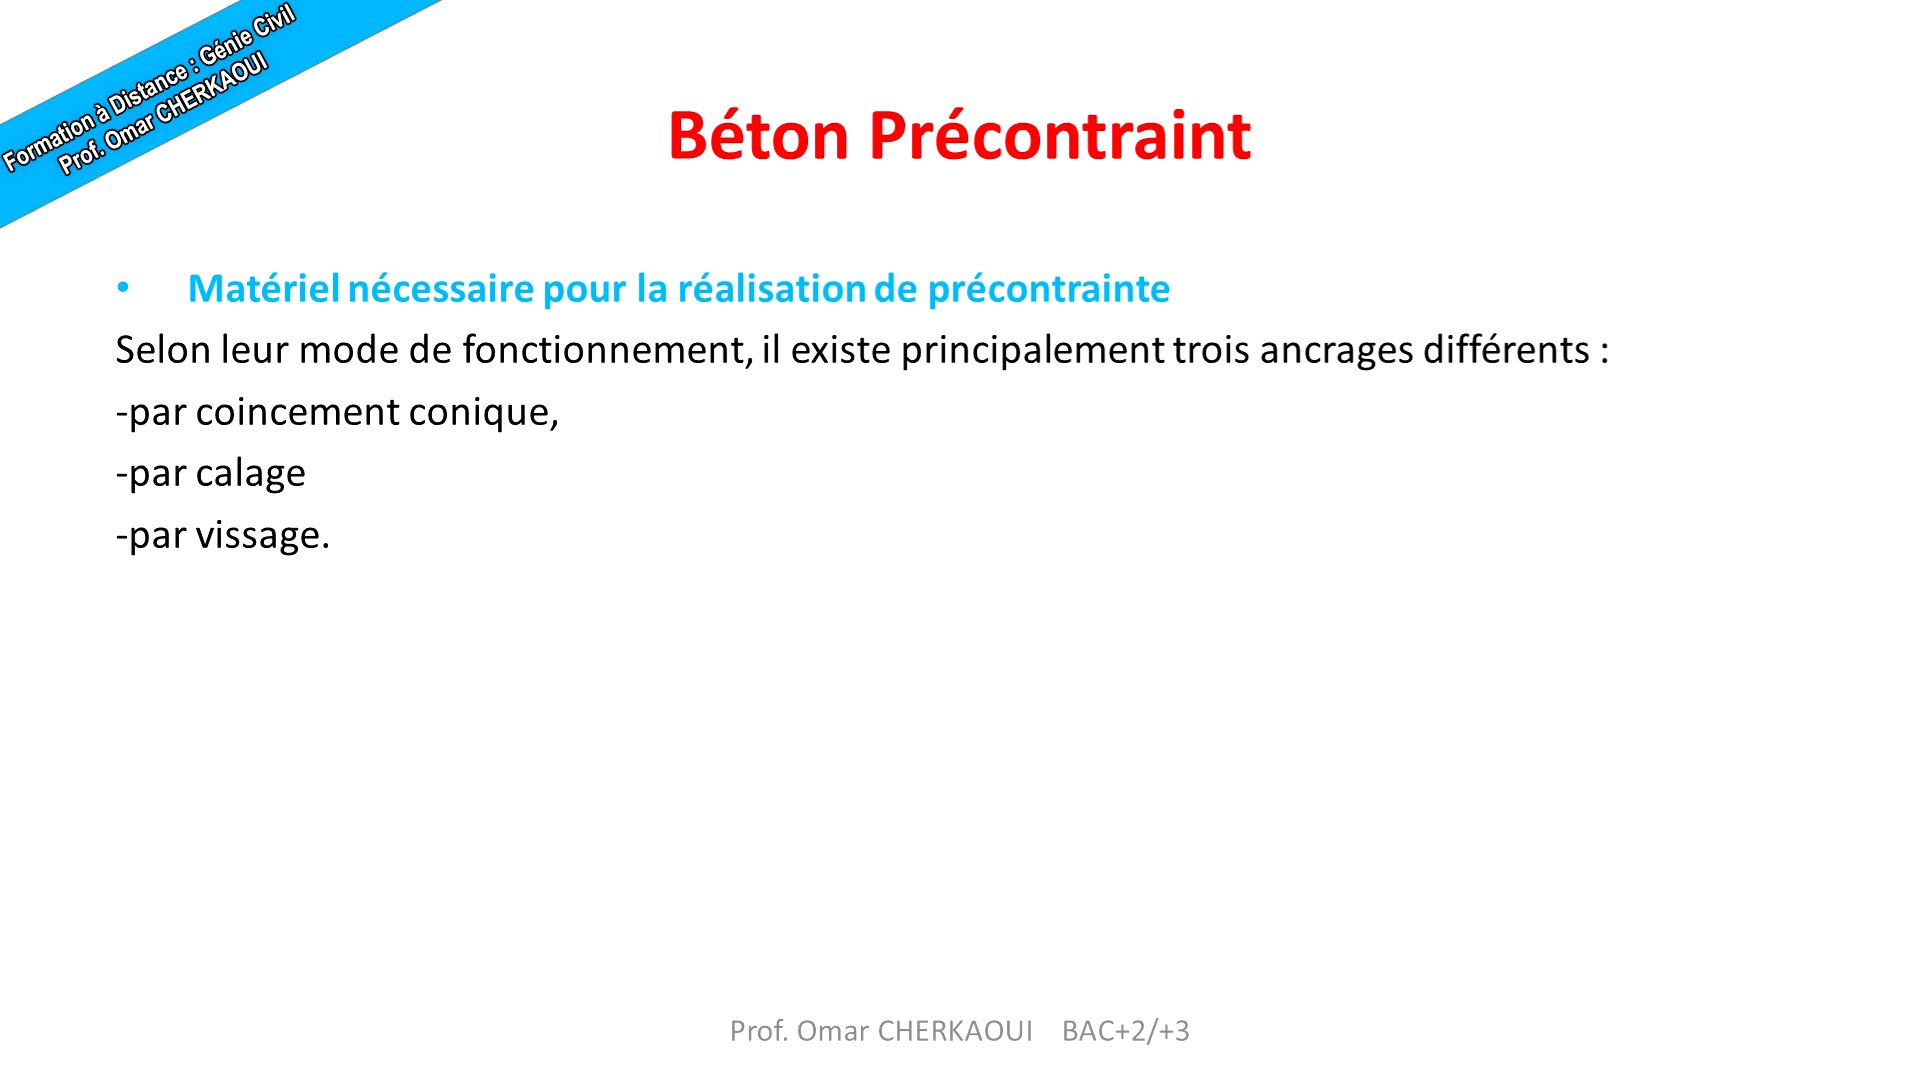 Formation à Distance : Génie Civil
Prof. Omar CHERKAOUI
Béton Précontraint
• Matériel nécessaire pour la réalisation de précontrainte
Selon leur mode de fonctionnement, il existe principalement trois ancrages différents :
-par coincement conique,
-par calage
-par vissage.
Prof. Omar CHERKAOUI BAC+2/+3